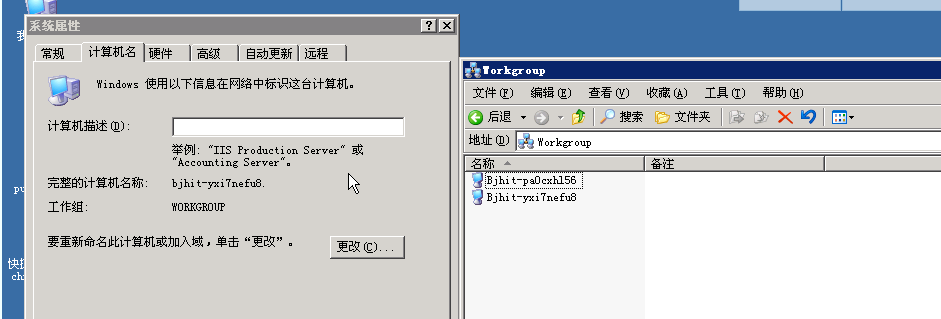 我
系统属性
常规 计算机名 硬件 高级 自动更新 远程
Windows 使用以下信息在网络中标识这台计算机。
计算机描述(D):
举例: "IIS Production Server" 或
"Accounting Server"。
完整的计算机名称: bjhit-yxi7nefu8.
工作组: WORKGROUP
要重新命名此计算机或加入域，单击“更改”。
更改(C)...
pu
快捷
ch
Workgroup
文件(F) 编辑(E) 查看(V) 收藏(A) 工具(T) 帮助(H)
后退 搜索 文件夹
地址(D) Workgroup
名称 备注
Bjhit-pa0cxhl56
Bjhit-yxi7nefu8